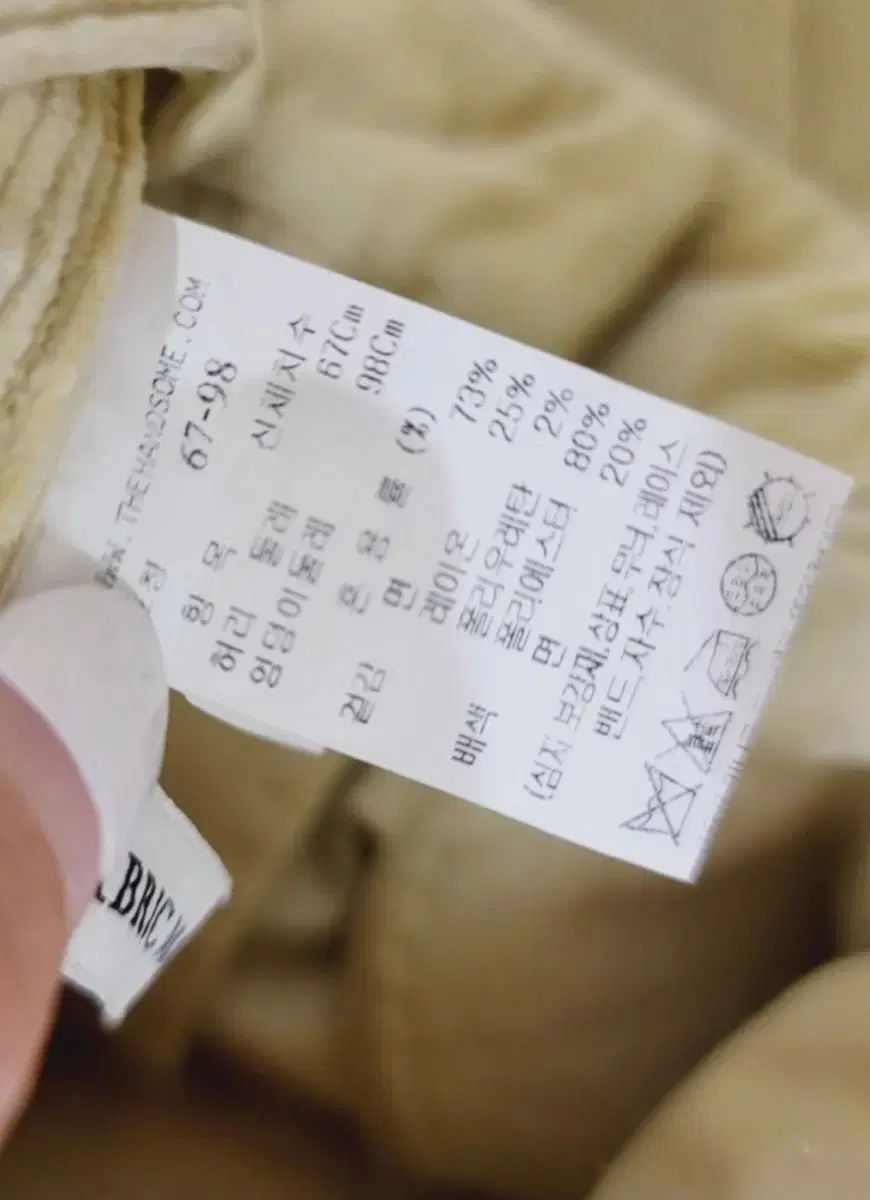 WWW.THEHANDSOME.COM
67-98
항 목 신체치수
허리 둘레 67Cm
엉덩이둘레 98Cm
혼 용 률 (%)
겉감 면 73%
레이온 25%
폴리우레탄 2%
배색 폴리에스터 80%
면 20%
(심지,보강재,상표,무늬,레이스
밴드,자수,장식 제외)
BRIC